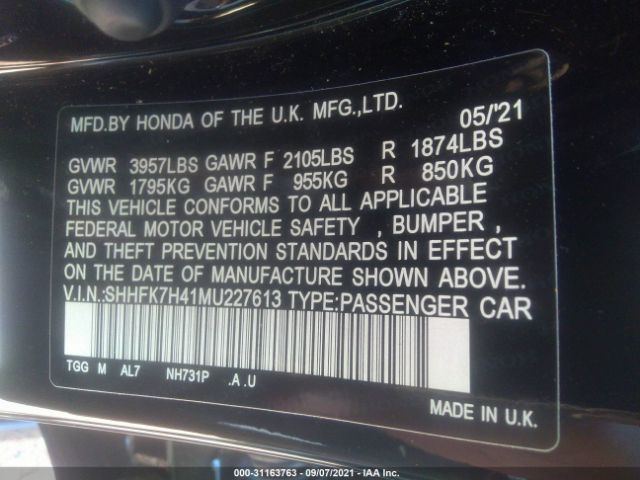 MFD.BY HONDA OF THE U.K. MFG.,LTD. 05/'21
GVWR 3957LBS GAWR F 2105LBS R 1874LBS
GVWR 1795KG GAWR F 955KG R 850KG
THIS VEHICLE CONFORMS TO ALL APPLICABLE
FEDERAL MOTOR VEHICLE SAFETY , BUMPER ,
AND THEFT PREVENTION STANDARDS IN EFFECT
ON THE DATE OF MANUFACTURE SHOWN ABOVE.
V.I.N.:SHHFK7H41MU227613 TYPE:PASSENGER CAR
TGG M AL7 NH731P .A .U
MADE IN U.K.
000-31163763 - 09/07/2021 - IAA Inc.